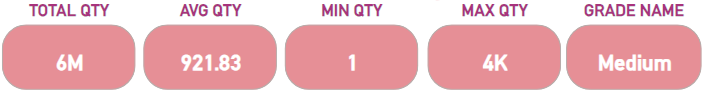 TOTAL QTY AVG QTY MIN QTY MAX QTY GRADE NAME
6M 921.83 1 4K Medium